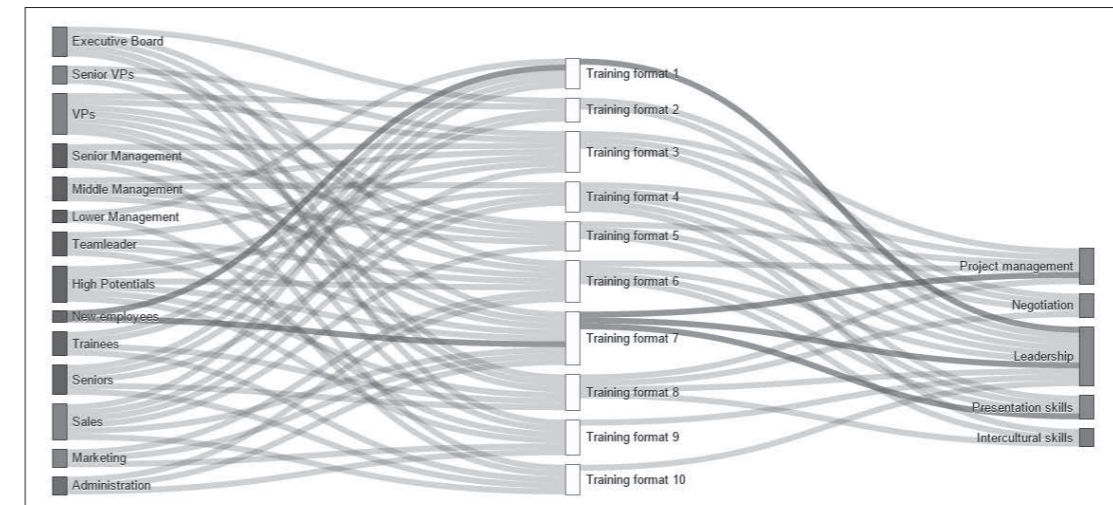 Executive Board
Senior VPs
VPs
Senior Management
Middle Management
Lower Management
Teamleader
High Potentials
New employees
Trainees
Seniors
Sales
Marketing
Administration
Training format 1
Training format 2
Training format 3
Training format 4
Training format 5
Training format 6
Training format 7
Training format 8
Training format 9
Training format 10
Project management
Negotiation
Leadership
Presentation skills
Intercultural skills